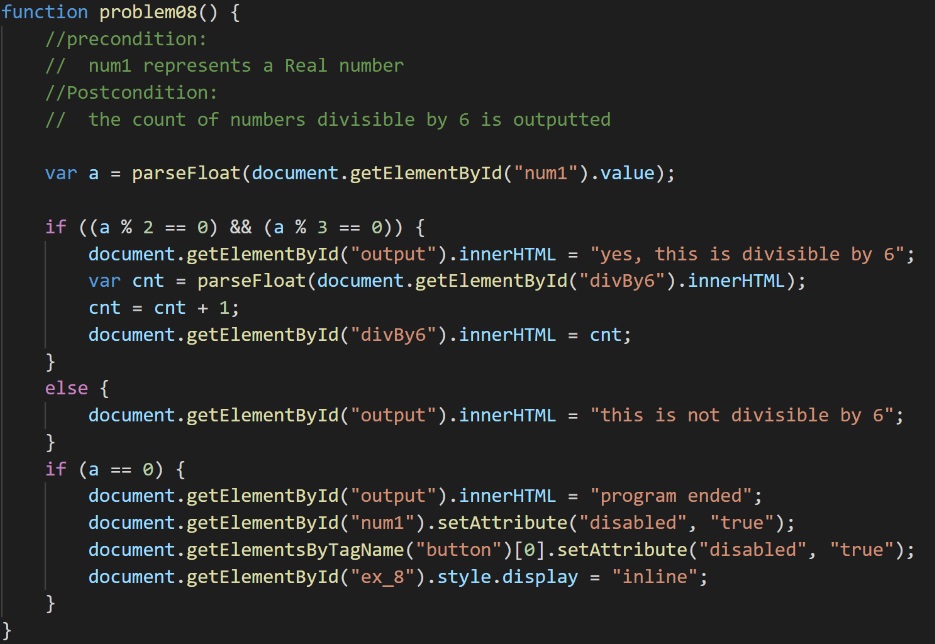 function problem08() {
    //precondition:
    //  num1 represents a Real number
    //Postcondition:
    //  the count of numbers divisible by 6 is outputted

    var a = parseFloat(document.getElementById("num1").value);

    if ((a % 2 == 0) && (a % 3 == 0)) {
        document.getElementById("output").innerHTML = "yes, this is divisible by 6";
        var cnt = parseFloat(document.getElementById("divBy6").innerHTML);
        cnt = cnt + 1;
        document.getElementById("divBy6").innerHTML = cnt;
    }
    else {
        document.getElementById("output").innerHTML = "this is not divisible by 6";
    }
    if (a == 0) {
        document.getElementById("output").innerHTML = "program ended";
        document.getElementById("num1").setAttribute("disabled", "true");
        document.getElementsByTagName("button")[0].setAttribute("disabled", "true");
        document.getElementById("ex_8").style.display = "inline";
    }
}